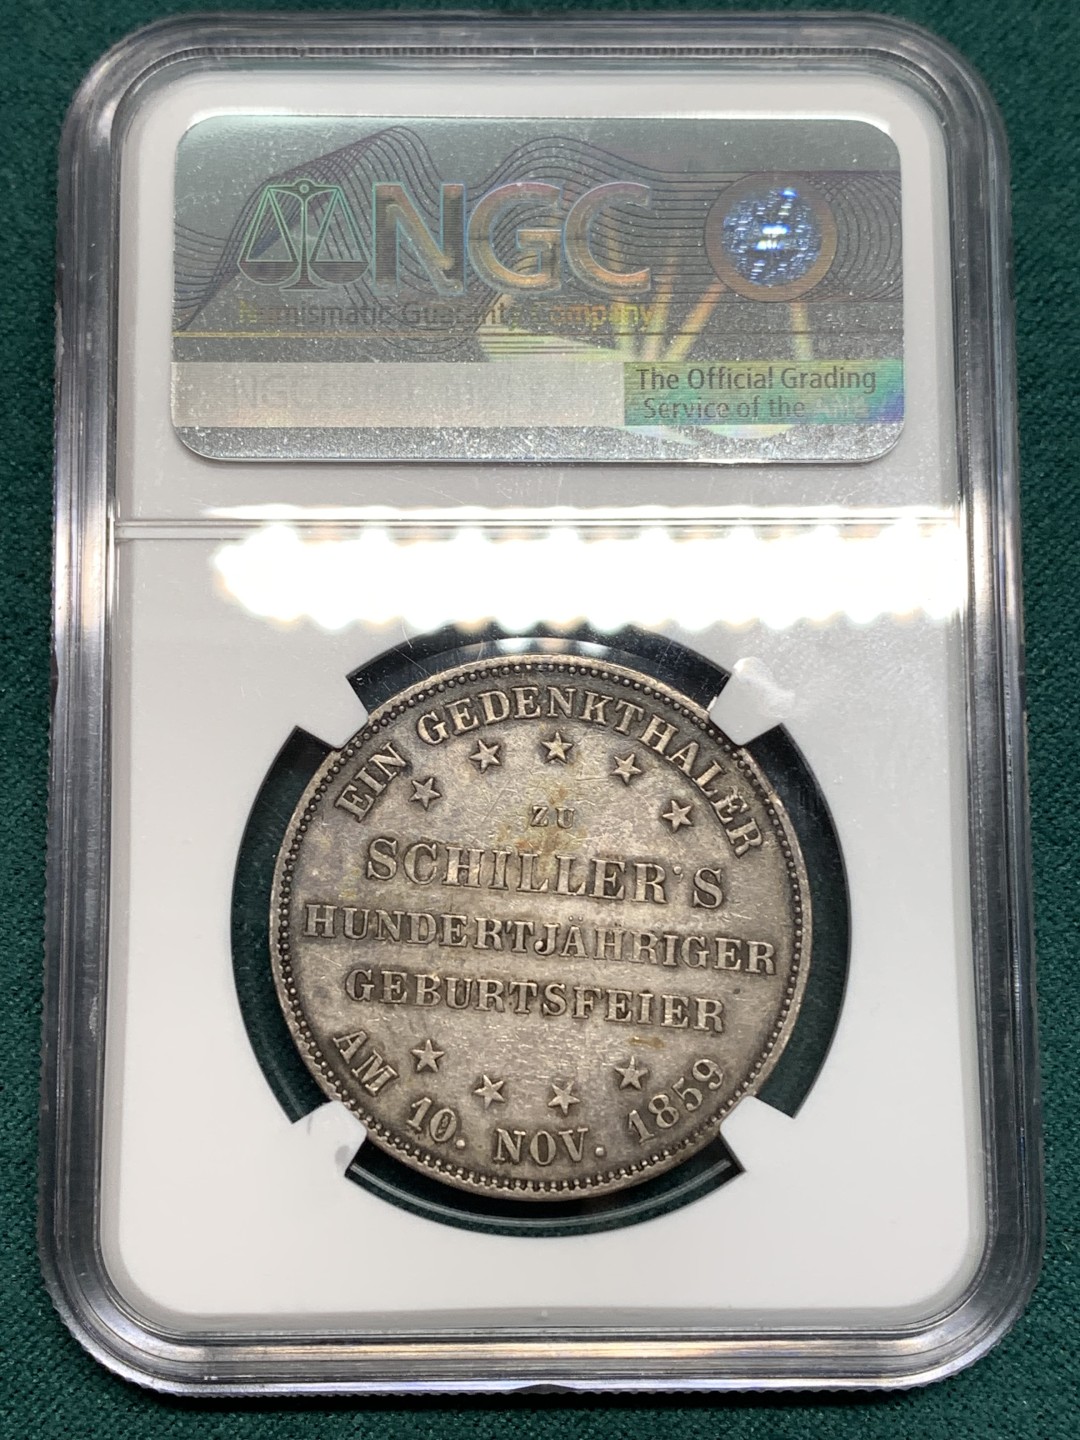 NGC
Numismatic Guaranty Company
NGC
The Official Grading
Service of the
EIN GEDENKTHALER
ZU
SCHILLER'S
HUNDERTJÄHRIGER
GEBURTSFEIER
AM 10. NOV. 1859